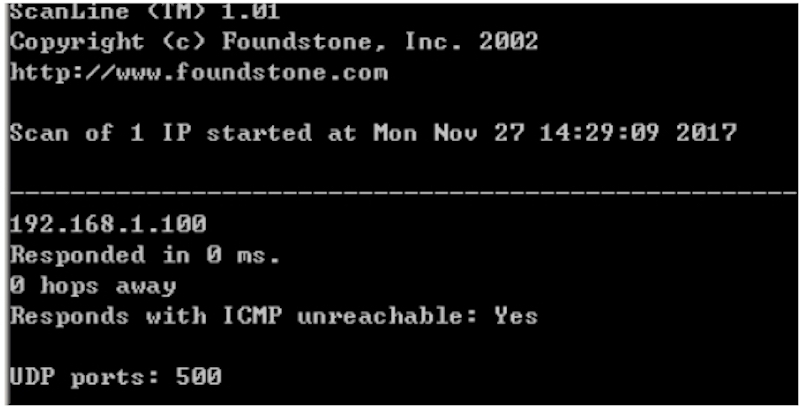 ScanLine (TM) 1.01
Copyright (c) Foundstone, Inc. 2002
http://www.foundstone.com
Scan of 1 IP started at Mon Nov 27 14:29:09 2017
--------------------------------------------------
192.168.1.100
Responded in 0 ms.
0 hops away
Responds with ICMP unreachable: Yes
UDP ports: 500